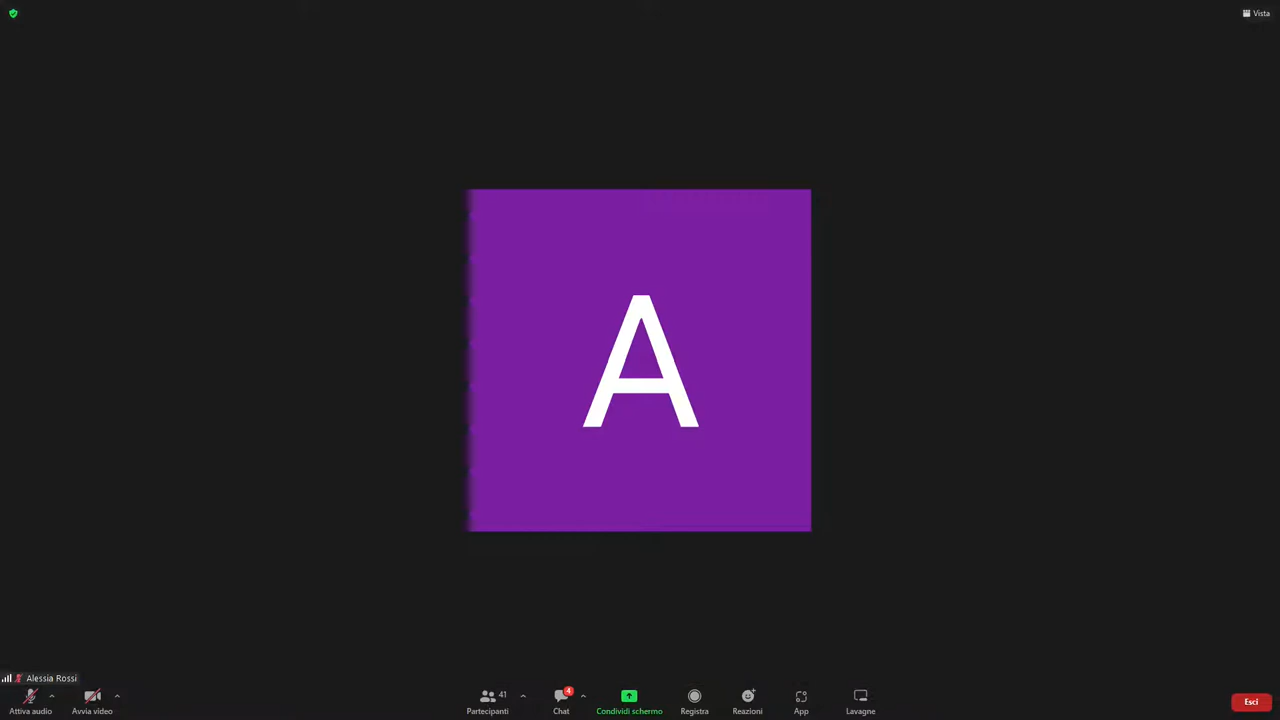 Vista
A
Alessia Rossi
Attiva audio
Avvia video
41
Partecipanti
4
Chat
Condividi schermo
Registra
Reazioni
App
Lavagne
Esci